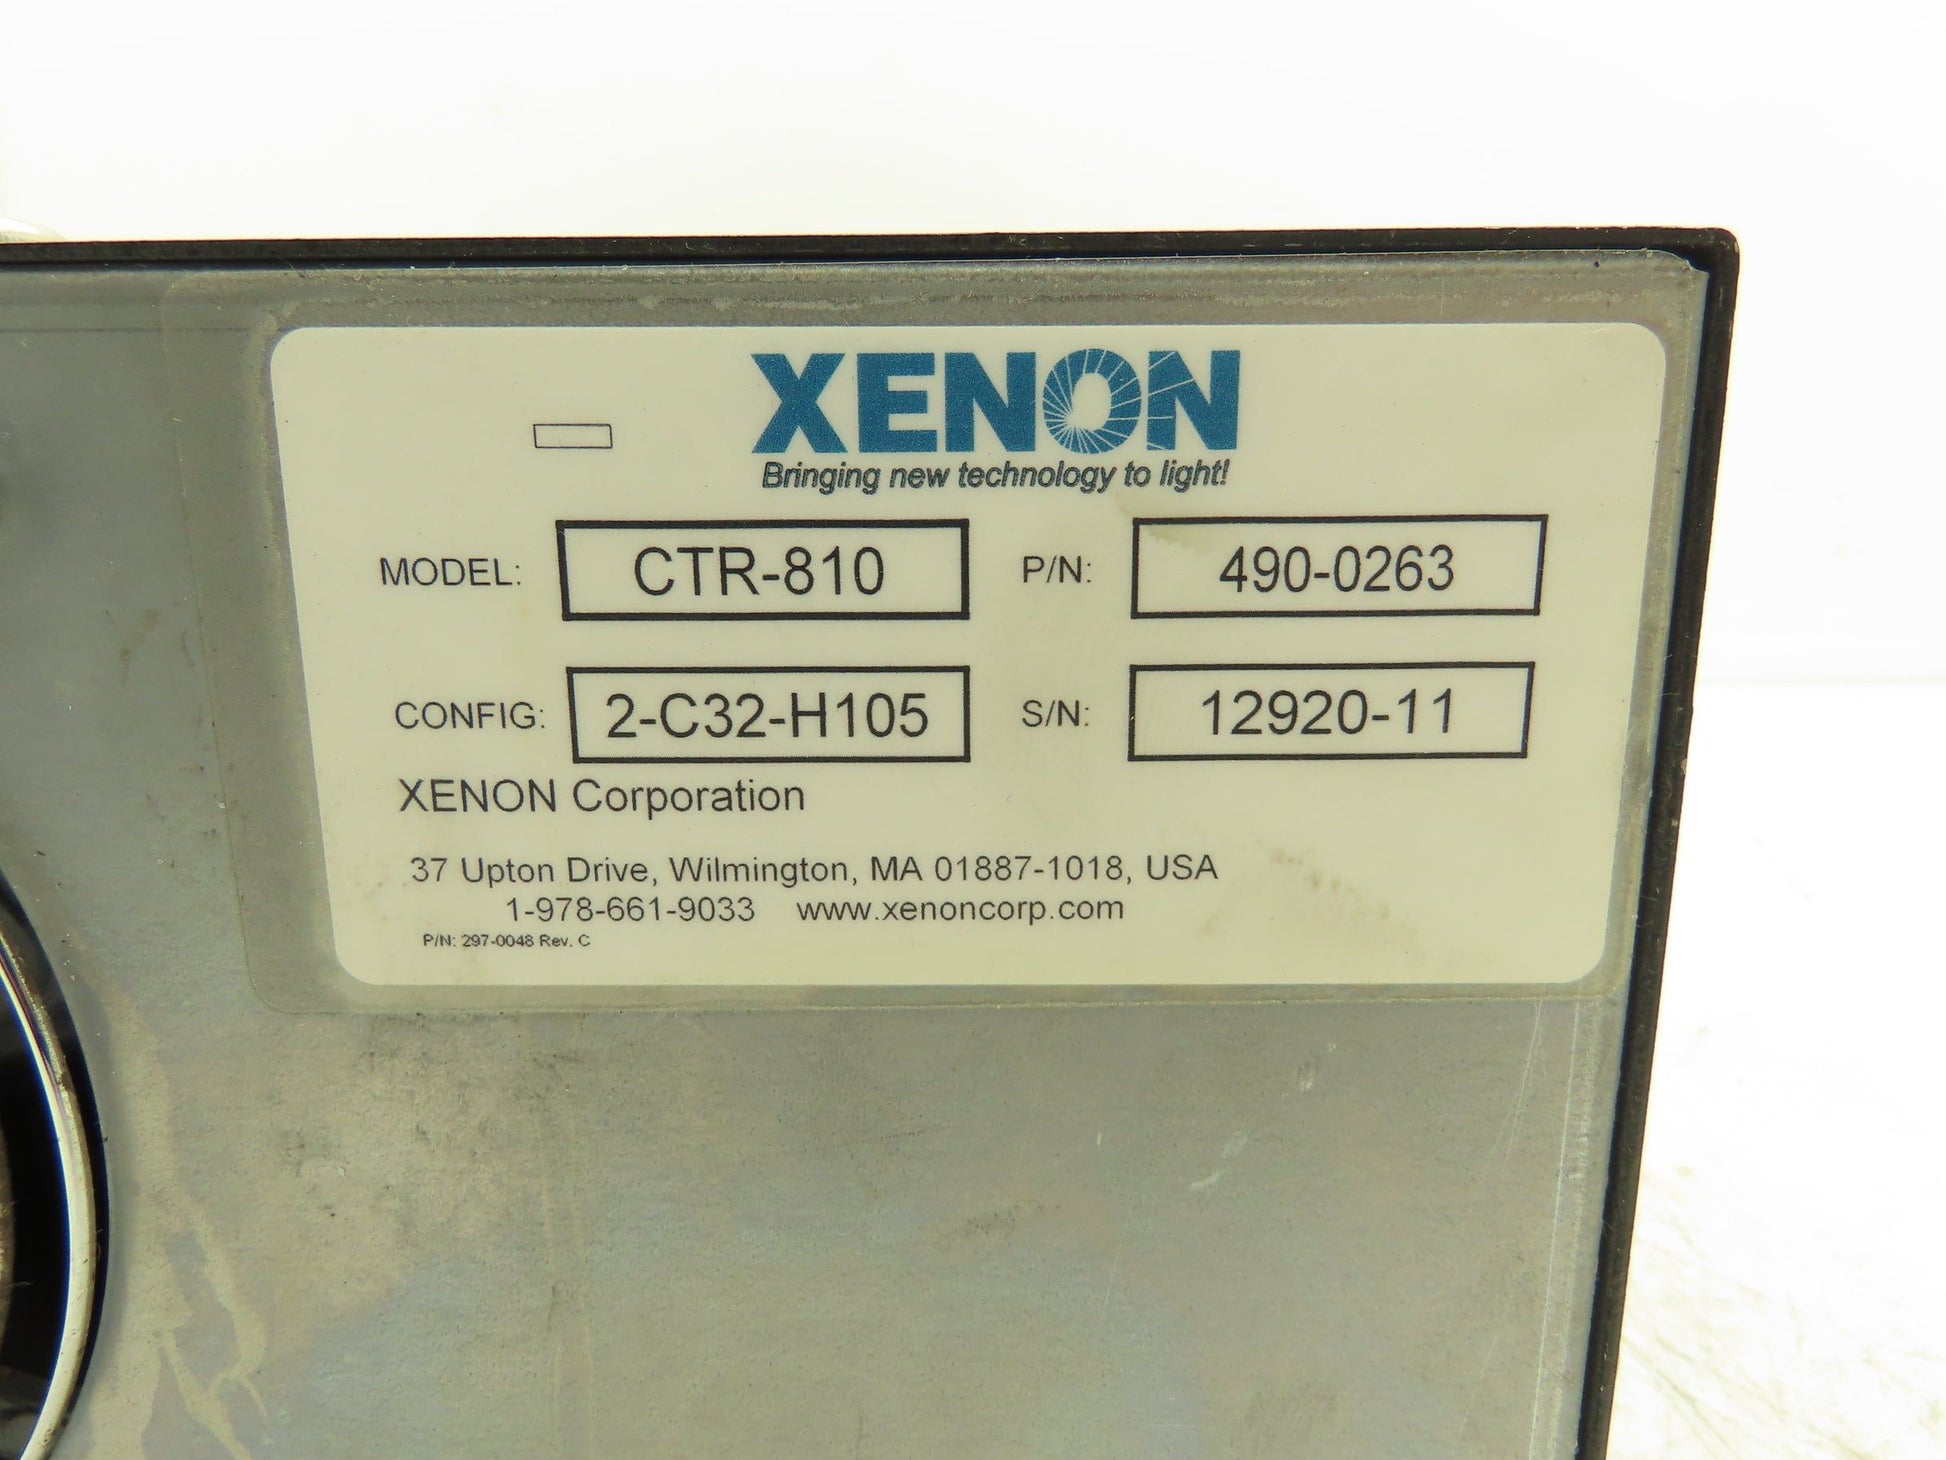 XENON
Bringing new technology to light!
MODEL: CTR-810 P/N: 490-0263
CONFIG: 2-C32-H105 S/N: 12920-11
XENON Corporation
37 Upton Drive, Wilmington, MA 01887-1018, USA
1-978-661-9033 www.xenoncorp.com
P/N: 297-0048 Rev. C